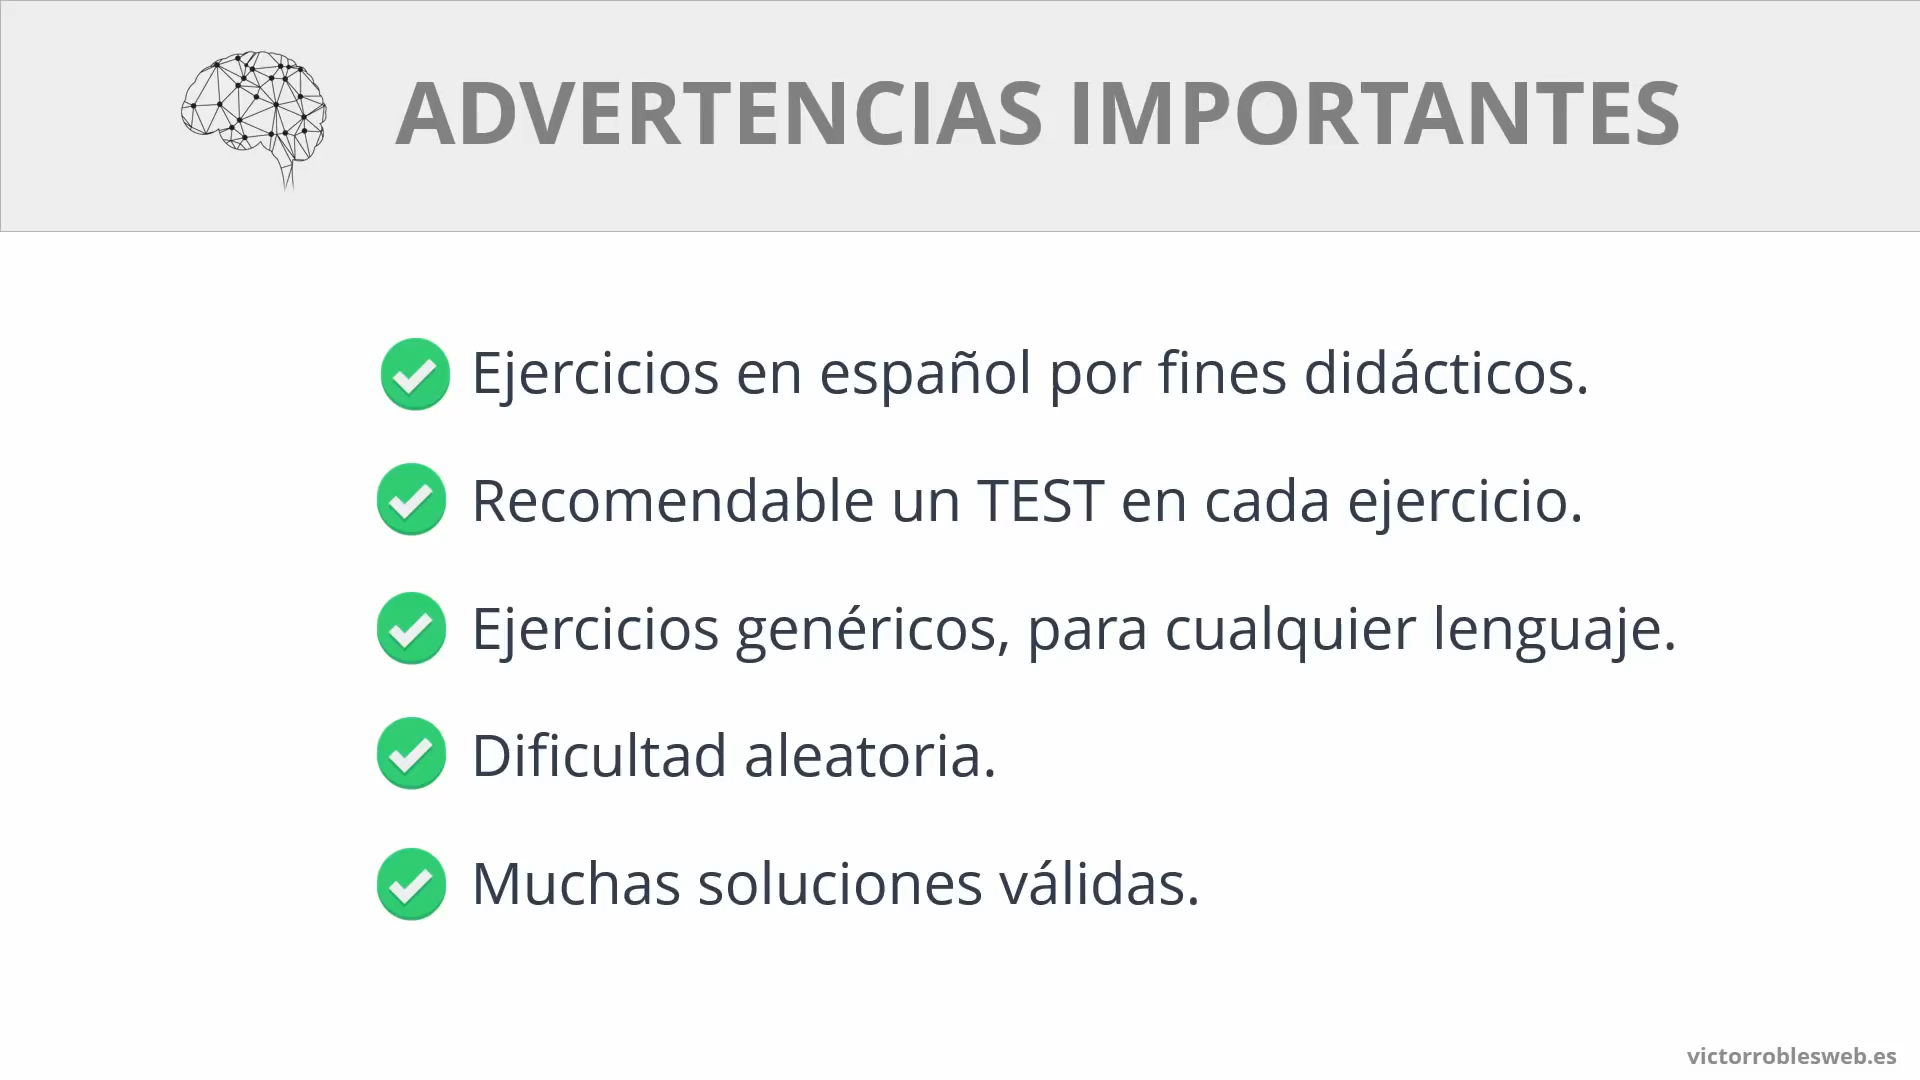 ADVERTENCIAS IMPORTANTES
Ejercicios en español por fines didácticos.
Recomendable un TEST en cada ejercicio.
Ejercicios genéricos, para cualquier lenguaje.
Dificultad aleatoria.
Muchas soluciones válidas.
victorroblesweb.es